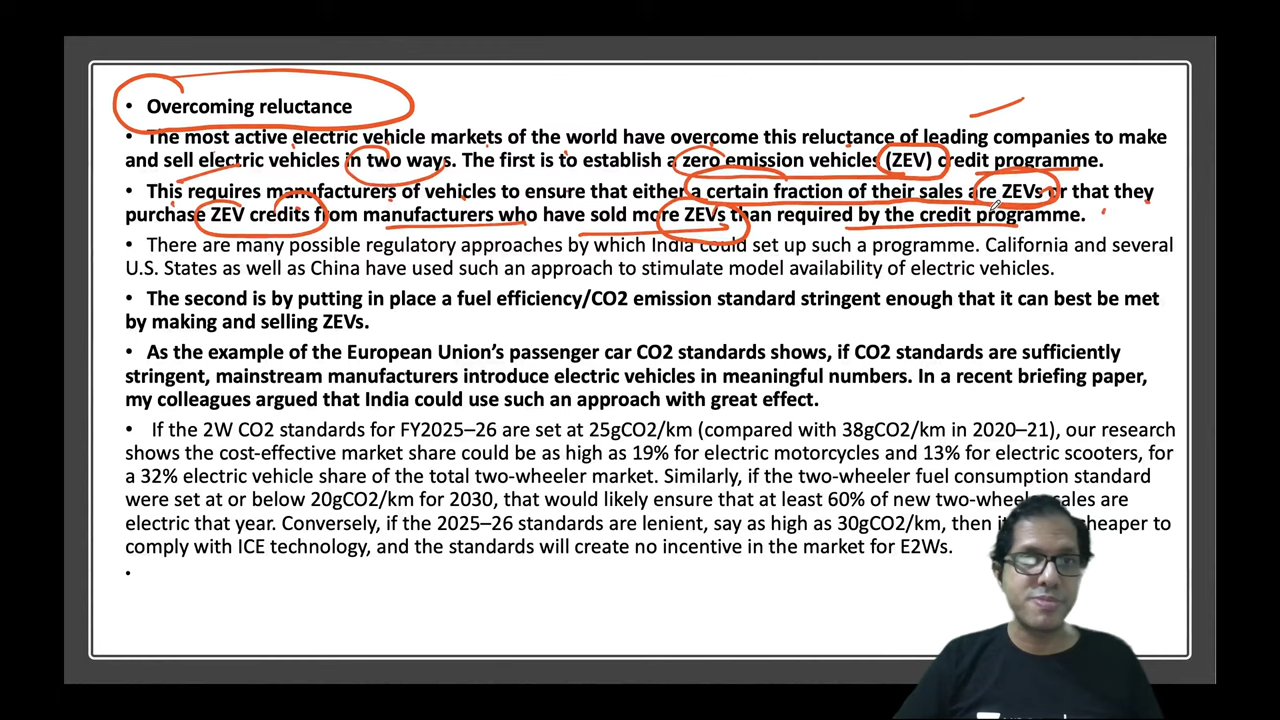 • Overcoming reluctance
• The most active electric vehicle markets of the world have overcome this reluctance of leading companies to make
and sell electric vehicles in two ways. The first is to establish a zero emission vehicles (ZEV) credit programme.
• This requires manufacturers of vehicles to ensure that either a certain fraction of their sales are ZEVs or that they
purchase ZEV credits from manufacturers who have sold more ZEVs than required by the credit programme.
• There are many possible regulatory approaches by which India could set up such a programme. California and several
U.S. States as well as China have used such an approach to stimulate model availability of electric vehicles.
• The second is by putting in place a fuel efficiency/CO2 emission standard stringent enough that it can best be met
by making and selling ZEVs.
• As the example of the European Union’s passenger car CO2 standards shows, if CO2 standards are sufficiently
stringent, mainstream manufacturers introduce electric vehicles in meaningful numbers. In a recent briefing paper,
my colleagues argued that India could use such an approach with great effect.
• If the 2W CO2 standards for FY2025–26 are set at 25gCO2/km (compared with 38gCO2/km in 2020–21), our research
shows the cost-effective market share could be as high as 19% for electric motorcycles and 13% for electric scooters, for
a 32% electric vehicle share of the total two-wheeler market. Similarly, if the two-wheeler fuel consumption standard
were set at or below 20gCO2/km for 2030, that would likely ensure that at least 60% of new two-wheeler sales are
electric that year. Conversely, if the 2025–26 standards are lenient, say as high as 30gCO2/km, then cheaper to
comply with ICE technology, and the standards will create no incentive in the market for E2Ws.
•